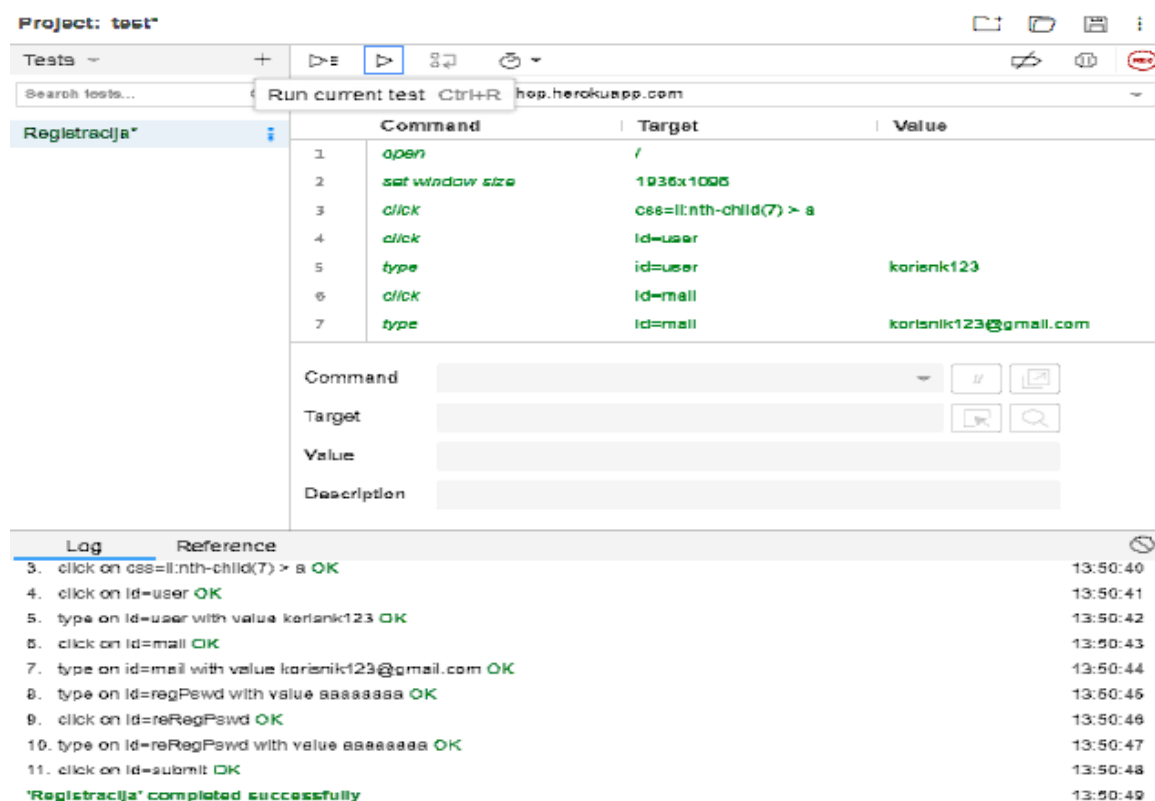 Project: test*
Tests
Search tests...
Run current test Ctrl+R
hop.herokuapp.com
Registracija*
Command Target Value
1 open /
2 set window size 1936x1096
3 click css=li:nth-child(7) > a
4 click id=user
5 type id=user korisnk123
6 click id=mail
7 type id=mail korisnik123@gmail.com
Command
//
Target
Value
Description
Log Reference
3. click on css=li:nth-child(7) > a OK 13:50:40
4. click on id=user OK 13:50:41
5. type on id=user with value korisnk123 OK 13:50:42
6. click on id=mail OK 13:50:43
7. type on id=mail with value korisnik123@gmail.com OK 13:50:44
8. type on id=regPswd with value aaaaaaaa OK 13:50:45
9. click on id=reRegPswd OK 13:50:46
10. type on id=reRegPswd with value aaaaaaaa OK 13:50:47
11. click on id=submit OK 13:50:48
'Registracija' completed successfully 13:50:49